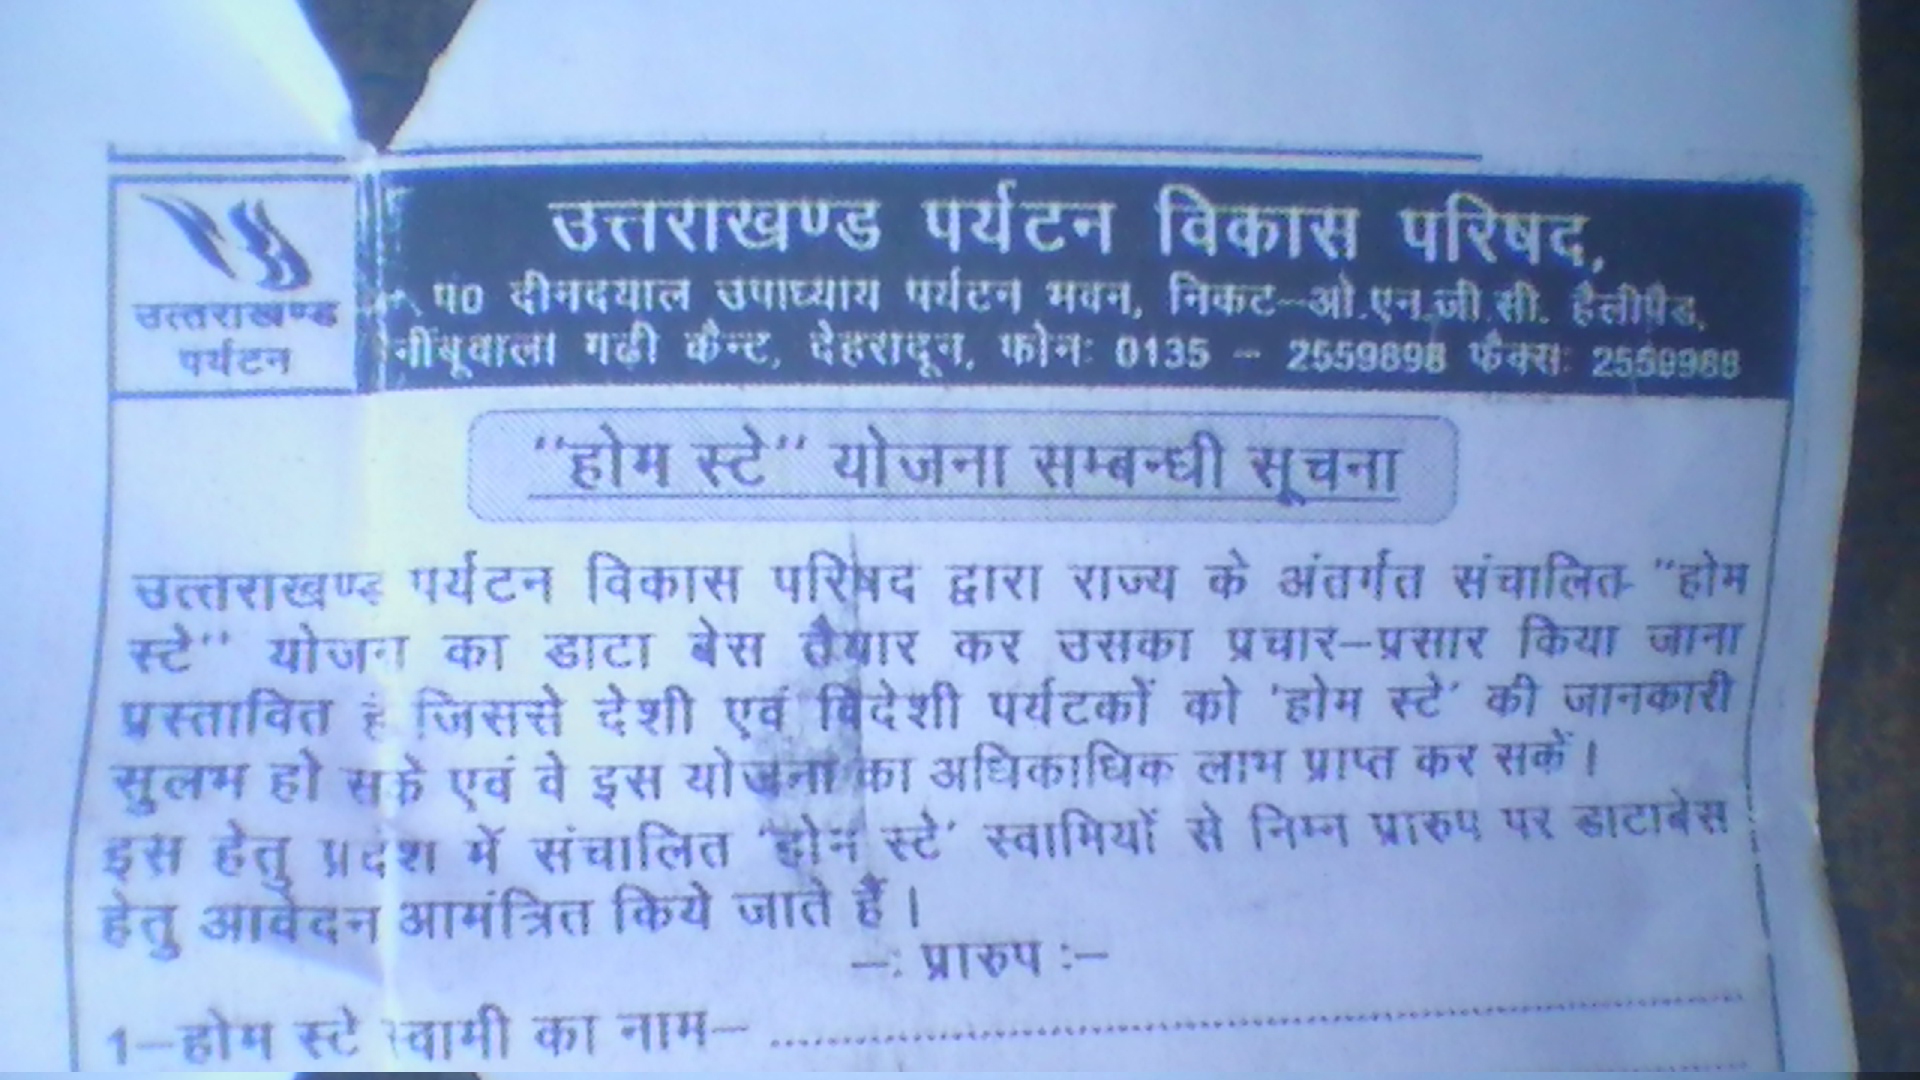 उत्तराखण्ड
पर्यटन
उत्तराखण्ड पर्यटन विकास परिषद,
पं0 दीनदयाल उपाध्याय पर्यटन भवन, निकट–ओ.एन.जी.सी. हैलीपैड,
नींबूवाला गढी कैन्ट, देहरादून, फोनः 0135 – 2559898 फैक्सः
“होम स्टे” योजना सम्बन्धी सूचना
उत्तराखण्ड पर्यटन विकास परिषद द्वारा राज्य के अंतर्गत संचालित “होम
स्टे” योजना का डाटा बेस तैयार कर उसका प्रचार–प्रसार किया जाना
प्रस्तावित है जिससे देशी एवं विदेशी पर्यटकों को 'होम स्टे' की जानकारी
सुलभ हो सके एवं वे इस योजना का अधिकाधिक लाभ प्राप्त कर सकें।
इस हेतु प्रदेश में संचालित 'होम स्टे' स्वामियों से निम्न प्रारुप पर डाटाबेस
हेतु आवेदन आमंत्रित किये जाते हैं।
–: प्रारुप :–
1–होम स्टे स्वामी का नाम– ........................................